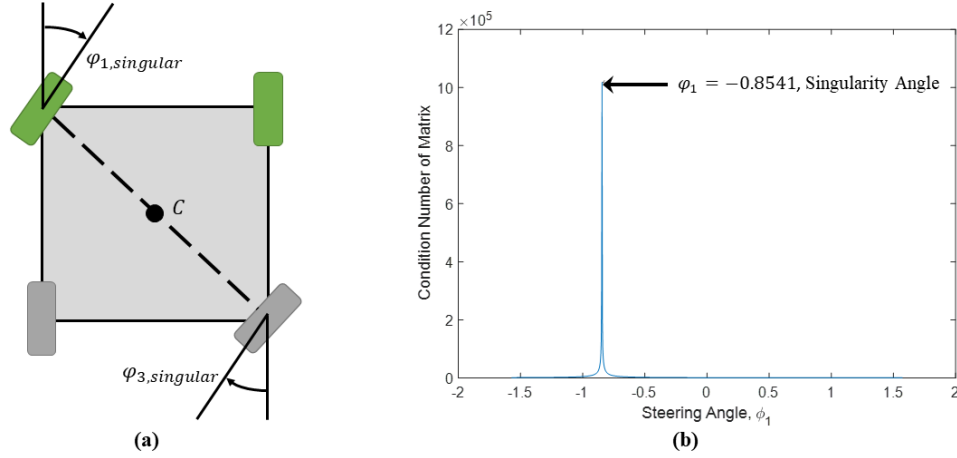 φ1,singular
C
φ3,singular
(a)
×10^5
12
10
8
6
4
2
0
Condition Number of Matrix
φ1 = −0.8541, Singularity Angle
-2 -1.5 -1 -0.5 0 0.5 1 1.5 2
Steering Angle, ϕ1
(b)